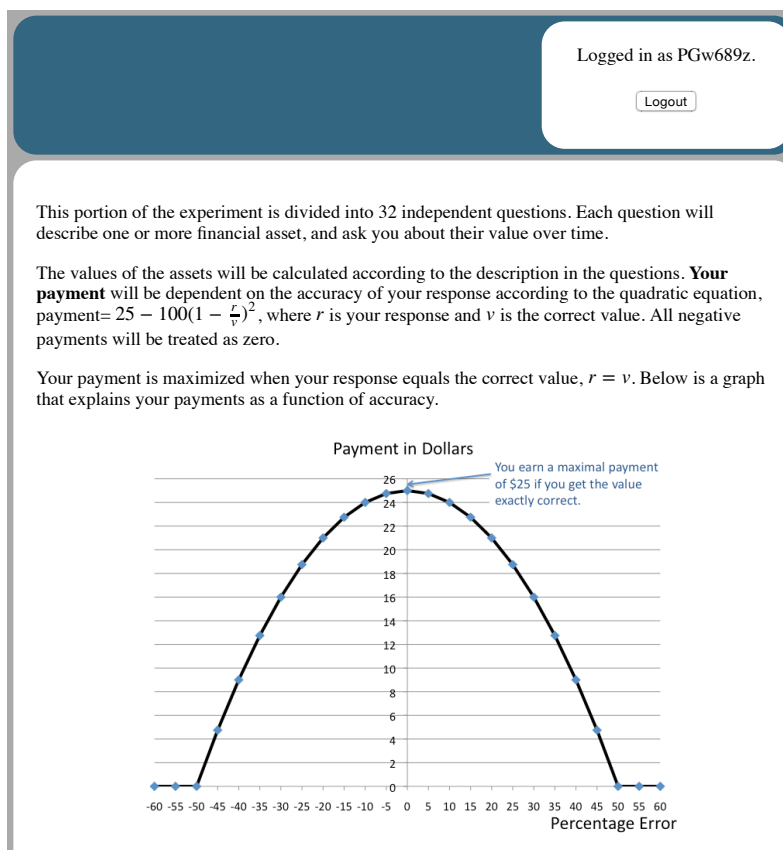 Logged in as PGw689z.
Logout
This portion of the experiment is divided into 32 independent questions. Each question will
describe one or more financial asset, and ask you about their value over time.
The values of the assets will be calculated according to the description in the questions. Your
payment will be dependent on the accuracy of your response according to the quadratic equation,
payment= 25 − 100(1 − r/v)², where r is your response and v is the correct value. All negative
payments will be treated as zero.
Your payment is maximized when your response equals the correct value, r = v. Below is a graph
that explains your payments as a function of accuracy.
Payment in Dollars
You earn a maximal payment
of $25 if you get the value
exactly correct.
26
24
22
20
18
16
14
12
10
8
6
4
2
0
-60 -55 -50 -45 -40 -35 -30 -25 -20 -15 -10 -5 0 5 10 15 20 25 30 35 40 45 50 55 60
Percentage Error